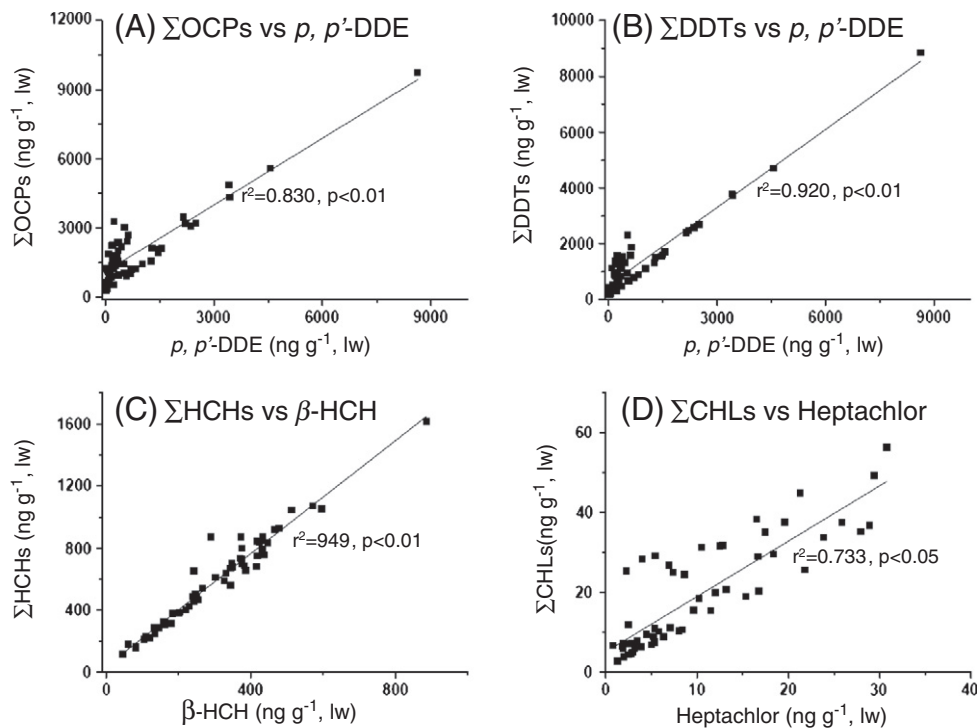 (A) ΣOCPs vs p, p'-DDE
ΣOCPs (ng g⁻¹, lw)
12000
9000
6000
3000
0
r²=0.830, p<0.01
0 3000 6000 9000
p, p'-DDE (ng g⁻¹, lw)
(B) ΣDDTs vs p, p'-DDE
ΣDDTs (ng g⁻¹, lw)
10000
8000
6000
4000
2000
0
r²=0.920, p<0.01
0 3000 6000 9000
p, p'-DDE (ng g⁻¹, lw)
(C) ΣHCHs vs β-HCH
ΣHCHs (ng g⁻¹, lw)
1600
1200
800
400
0
r²=949, p<0.01
0 400 800
β-HCH (ng g⁻¹, lw)
(D) ΣCHLs vs Heptachlor
ΣCHLs(ng g⁻¹, lw)
60
40
20
0
r²=0.733, p<0.05
0 10 20 30 40
Heptachlor (ng g⁻¹, lw)